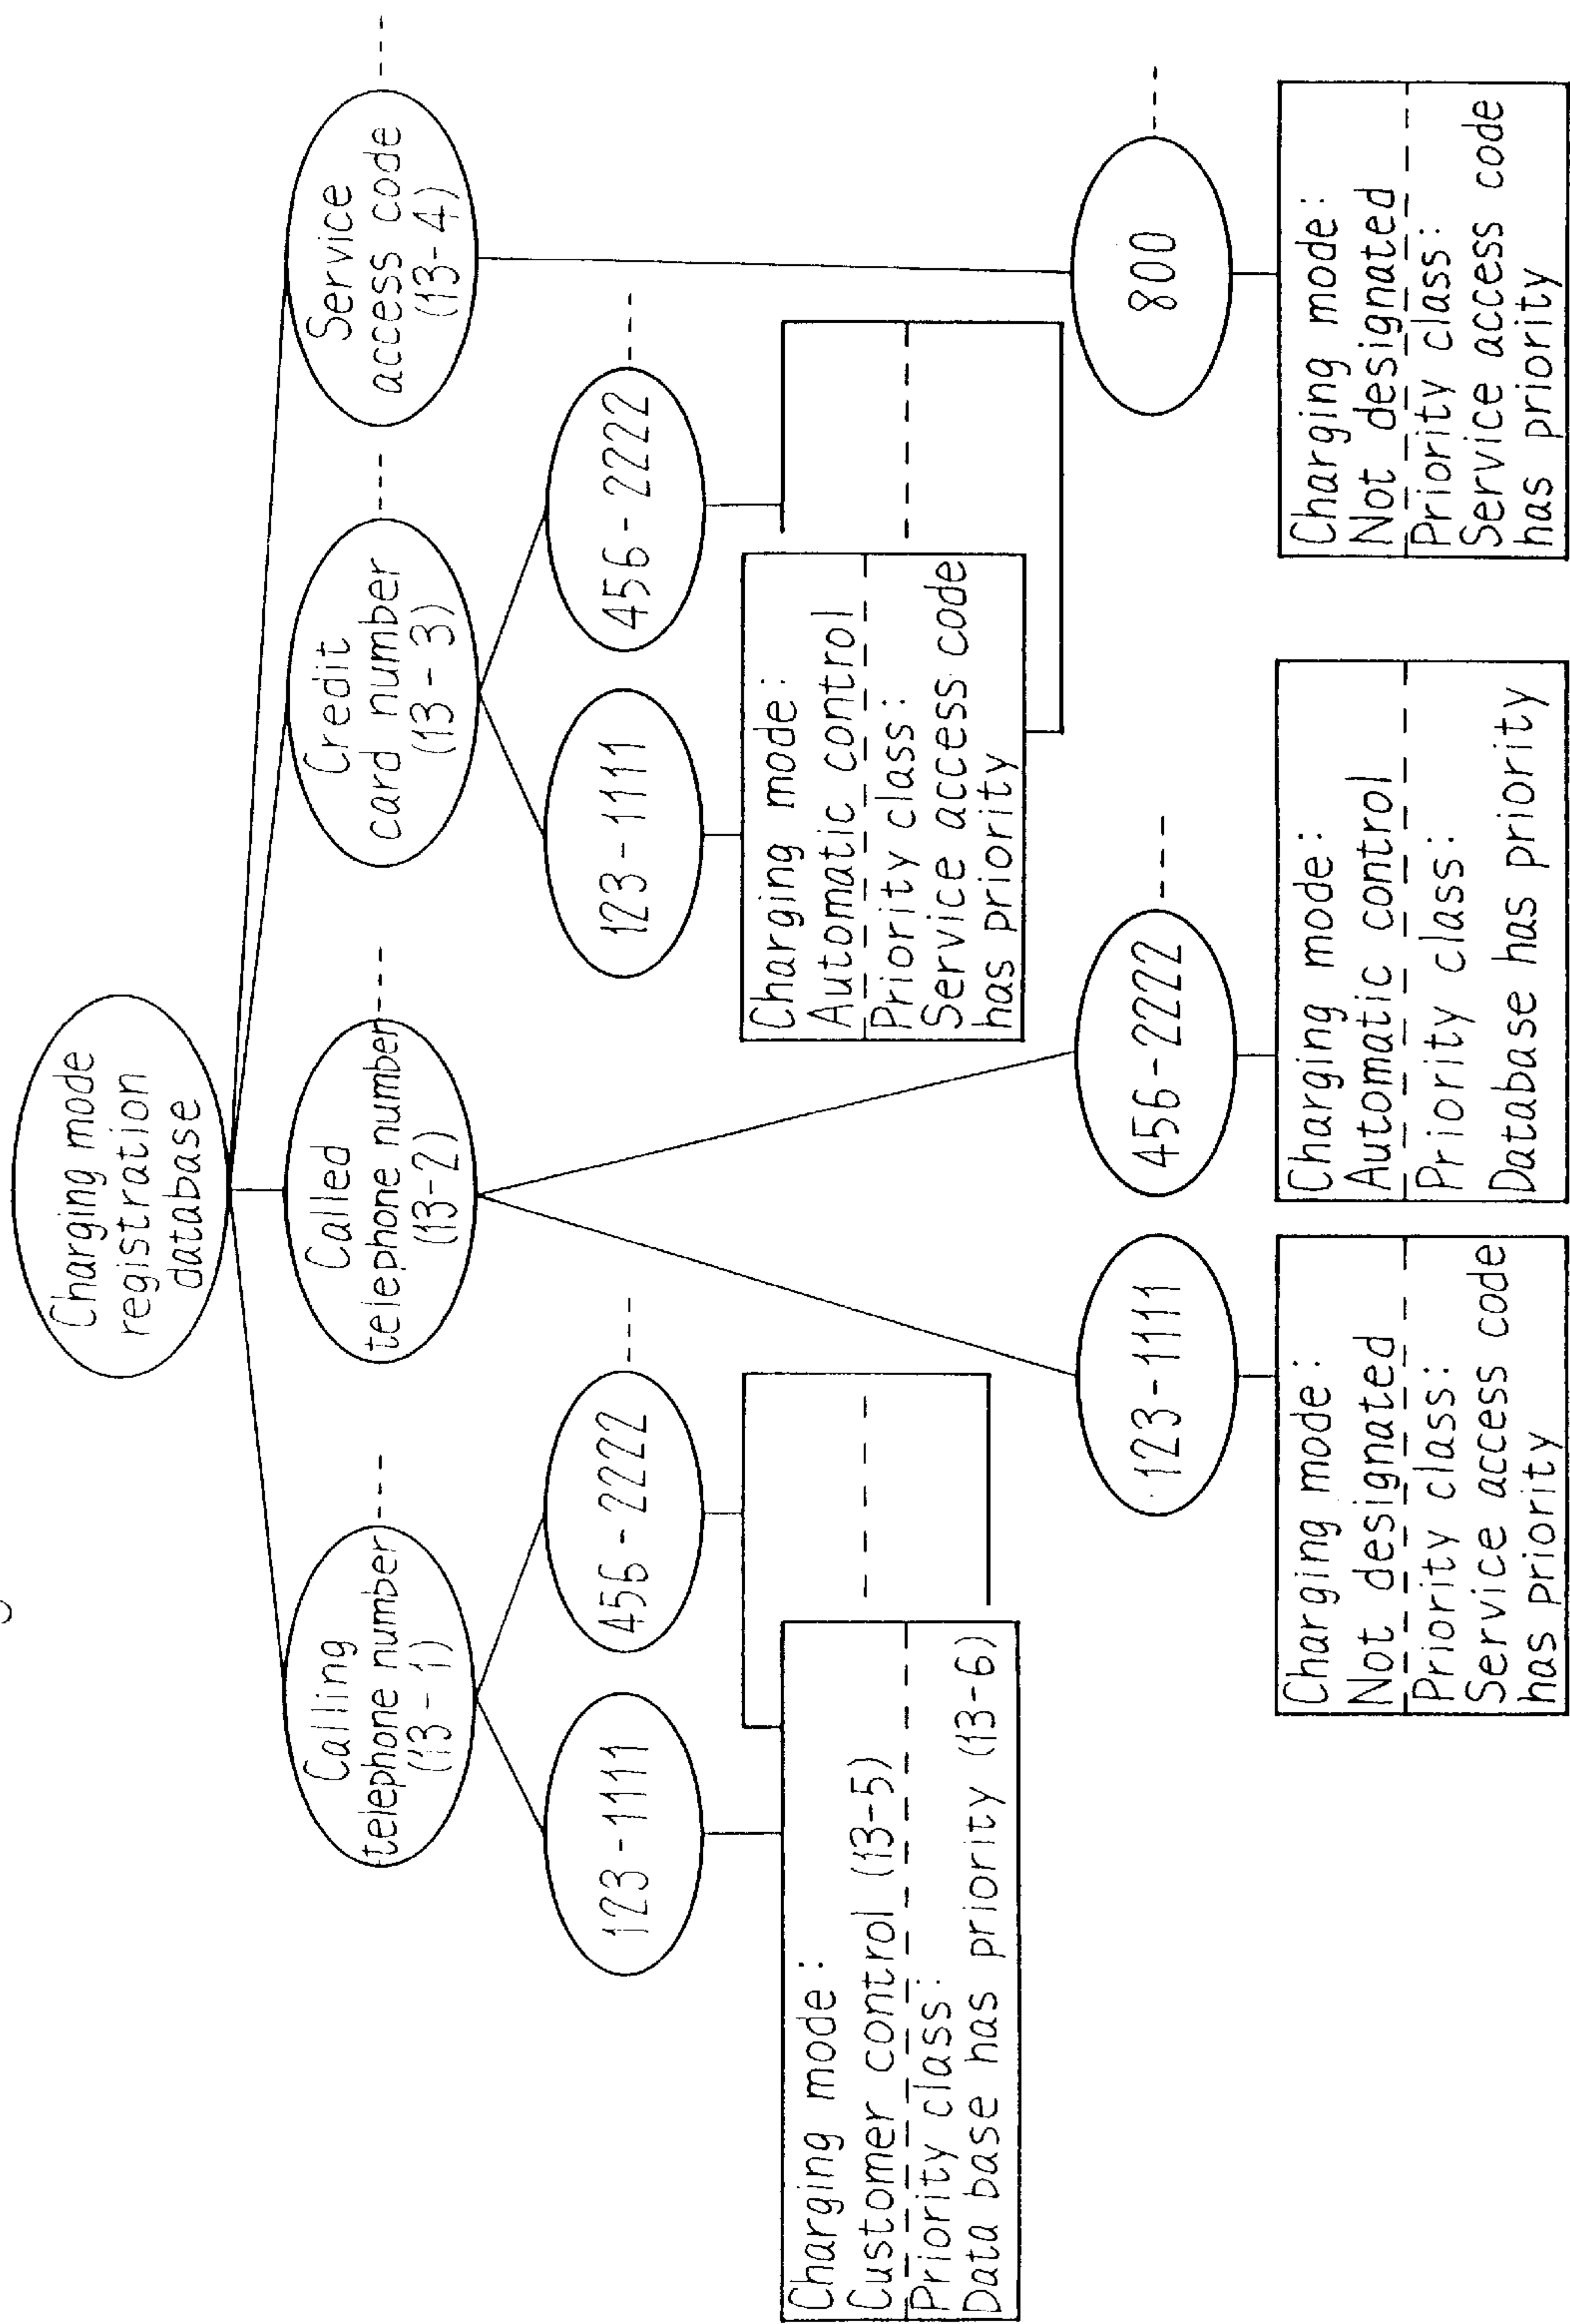 Charging mode
registration
database
Calling
telephone number
(13-1)
Called
telephone number
(13-2)
Credit
card number
(13-3)
Service
access code
(13-4)
123-1111
456-2222
123-1111
456-2222
Charging mode:
Customer control (13-5)
Priority class:
Data base has priority (13-6)
Charging mode:
Automatic control
Priority class:
Service access code
has priority
123-1111
456-2222
800
Charging mode:
Not designated
Priority class:
Service access code
has priority
Charging mode:
Automatic control
Priority class:
Database has priority
Charging mode:
Not designated
Priority class:
Service access code
has priority